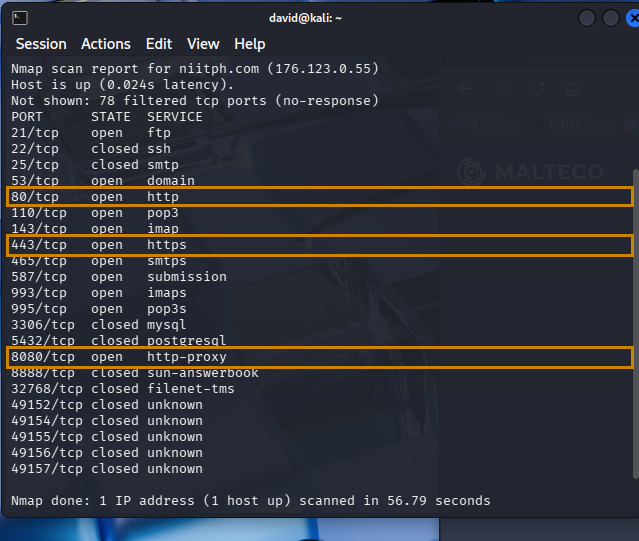 david@kali: ~
Session Actions Edit View Help
Nmap scan report for niitph.com (176.123.0.55)
Host is up (0.024s latency).
Not shown: 78 filtered tcp ports (no-response)
PORT STATE SERVICE
21/tcp open ftp
22/tcp closed ssh
25/tcp closed smtp
53/tcp open domain
80/tcp open http
110/tcp open pop3
143/tcp open imap
443/tcp open https
465/tcp open smtps
587/tcp open submission
993/tcp open imaps
995/tcp open pop3s
3306/tcp closed mysql
5432/tcp closed postgresql
8080/tcp open http-proxy
8888/tcp closed sun-answerbook
32768/tcp closed filenet-tms
49152/tcp closed unknown
49154/tcp closed unknown
49155/tcp closed unknown
49156/tcp closed unknown
49157/tcp closed unknown
Nmap done: 1 IP address (1 host up) scanned in 56.79 seconds
OffSec Kali Linux
MALTEGO